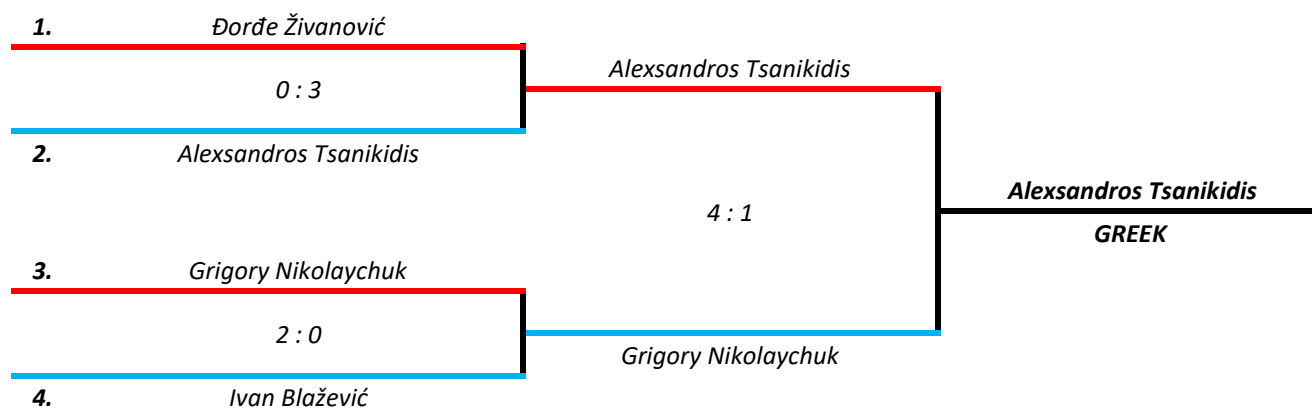 1. Đorđe Živanović
0 : 3
2. Alexsandros Tsanikidis
3. Grigory Nikolaychuk
2 : 0
4. Ivan Blažević
Alexsandros Tsanikidis
4 : 1
Grigory Nikolaychuk
Alexsandros Tsanikidis
GREEK